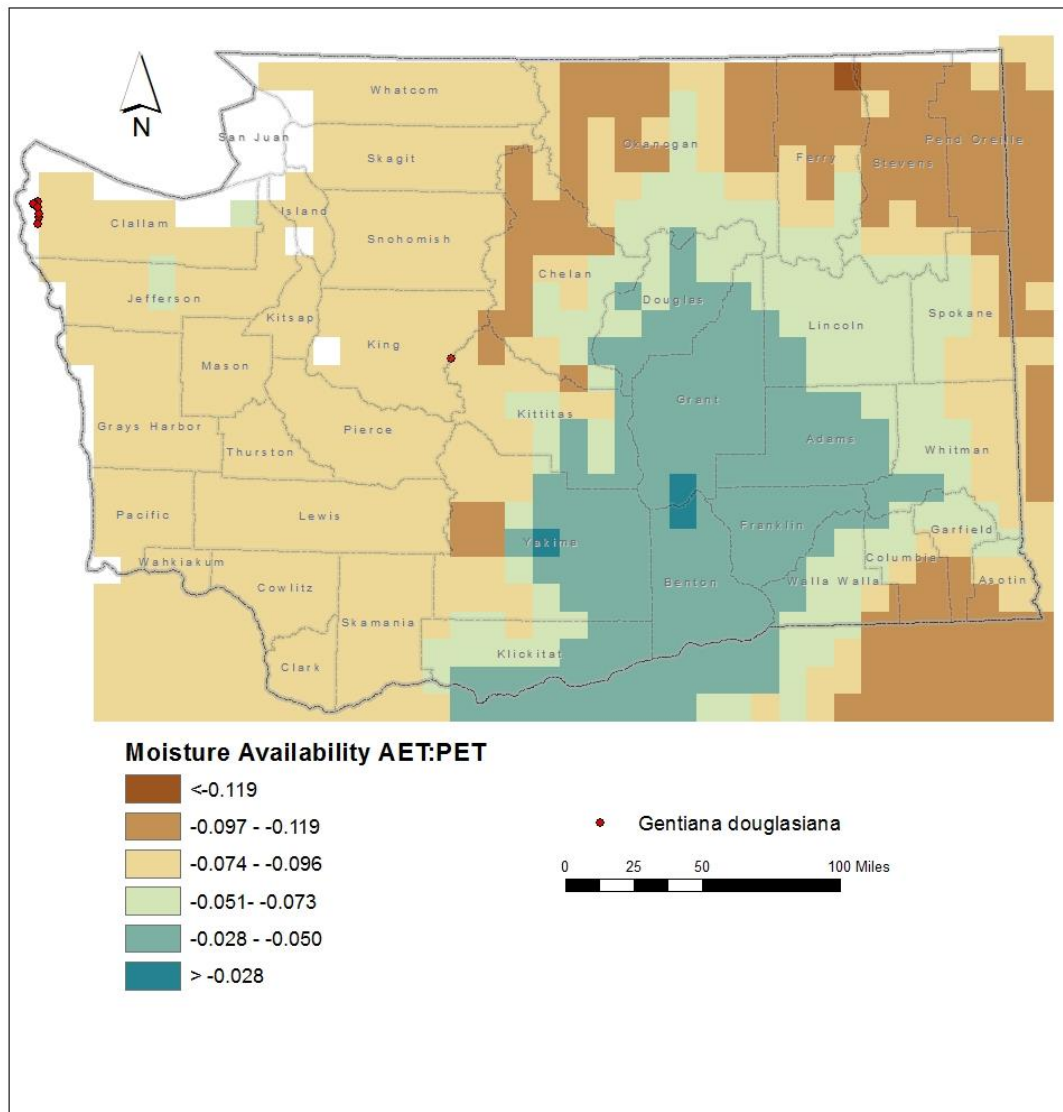 Whatcom
San Juan
Okanogan
Pend Oreille
Skagit
Ferry
Stevens
Island
Clallam
Snohomish
Chelan
Jefferson
Douglas
Kitsap
Lincoln
Spokane
King
Mason
Grant
Kittitas
Grays Harbor
Pierce
Adams
Thurston
Whitman
Pacific
Lewis
Franklin
Garfield
Yakima
Wahkiakum
Columbia
Benton
Walla Walla
Asotin
Cowlitz
Skamania
Klickitat
Clark
N
Moisture Availability AET:PET
<-0.119
-0.097 - -0.119
-0.074 - -0.096
-0.051- -0.073
-0.028 - -0.050
> -0.028
Gentiana douglasiana
0 25 50 100 Miles